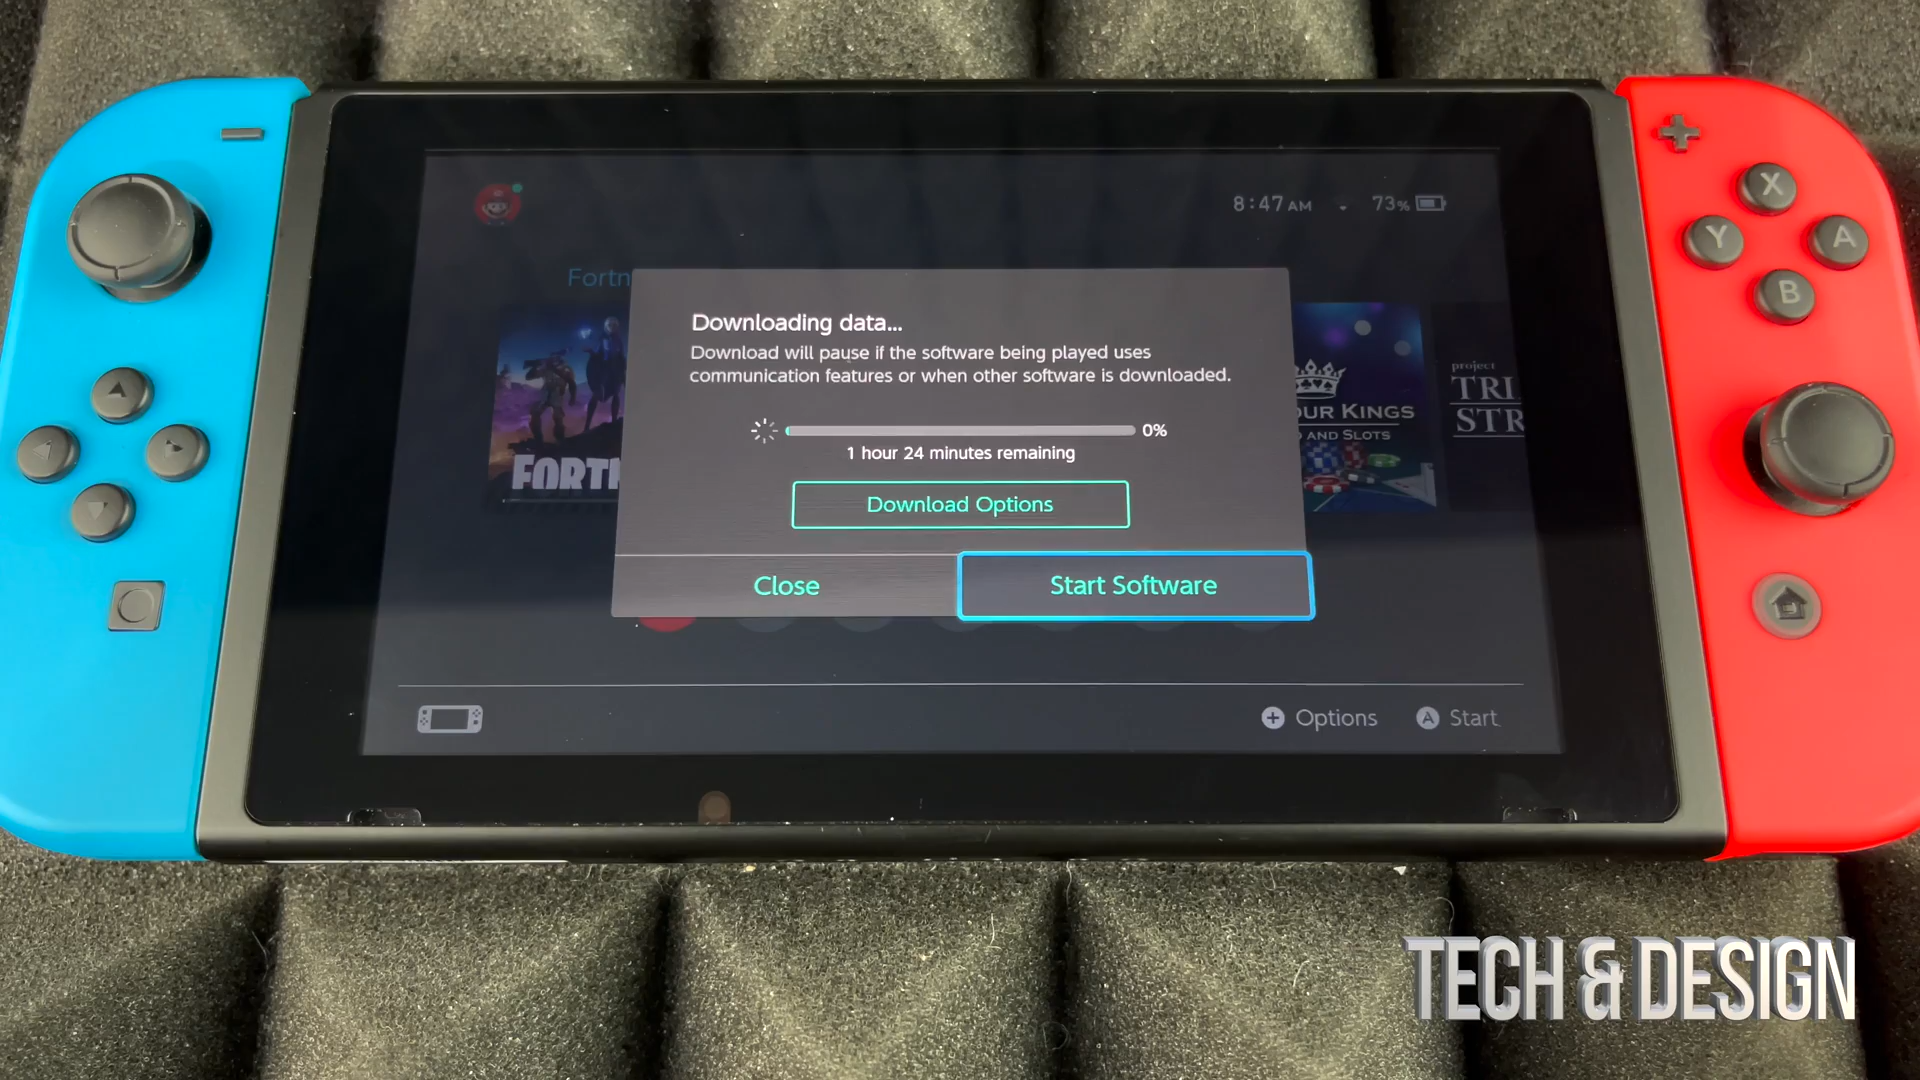 8:47 AM
73%
Fortn
FORTN
Downloading data...
Download will pause if the software being played uses
communication features or when other software is downloaded.
0%
1 hour 24 minutes remaining
Download Options
Close
Start Software
OUR KINGS
AND SLOTS
project
TRI
STR
Options
A Start
X
Y
A
B
TECH & DESIGN